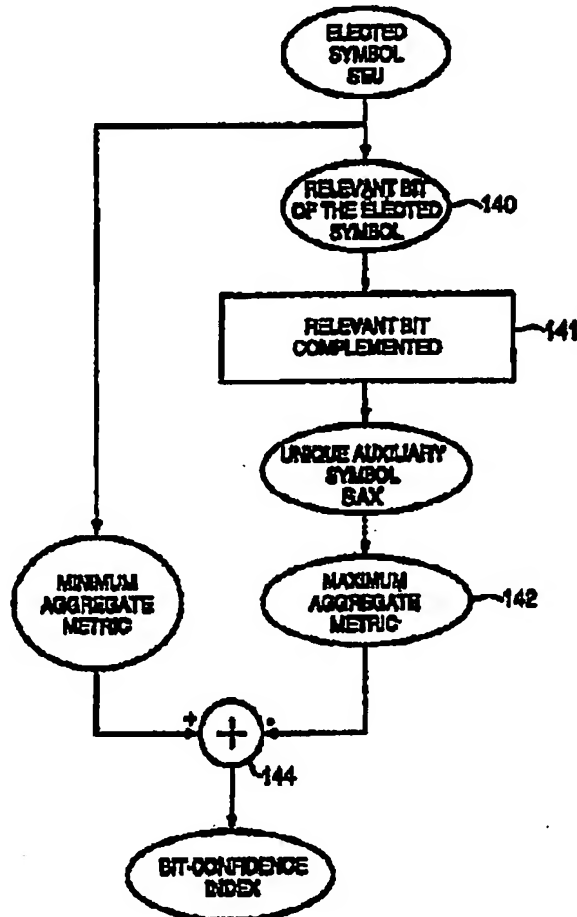 ELECTED
SYMBOL
SEU
RELEVANT BIT
OF THE ELECTED
SYMBOL
140
RELEVANT BIT
COMPLEMENTED
141
UNIQUE AUXILIARY
SYMBOL
SAX
MINIMUM
AGGREGATE
METRIC
MAXIMUM
AGGREGATE
METRIC
142
+
-
+
144
BIT-CONFIDENCE
INDEX